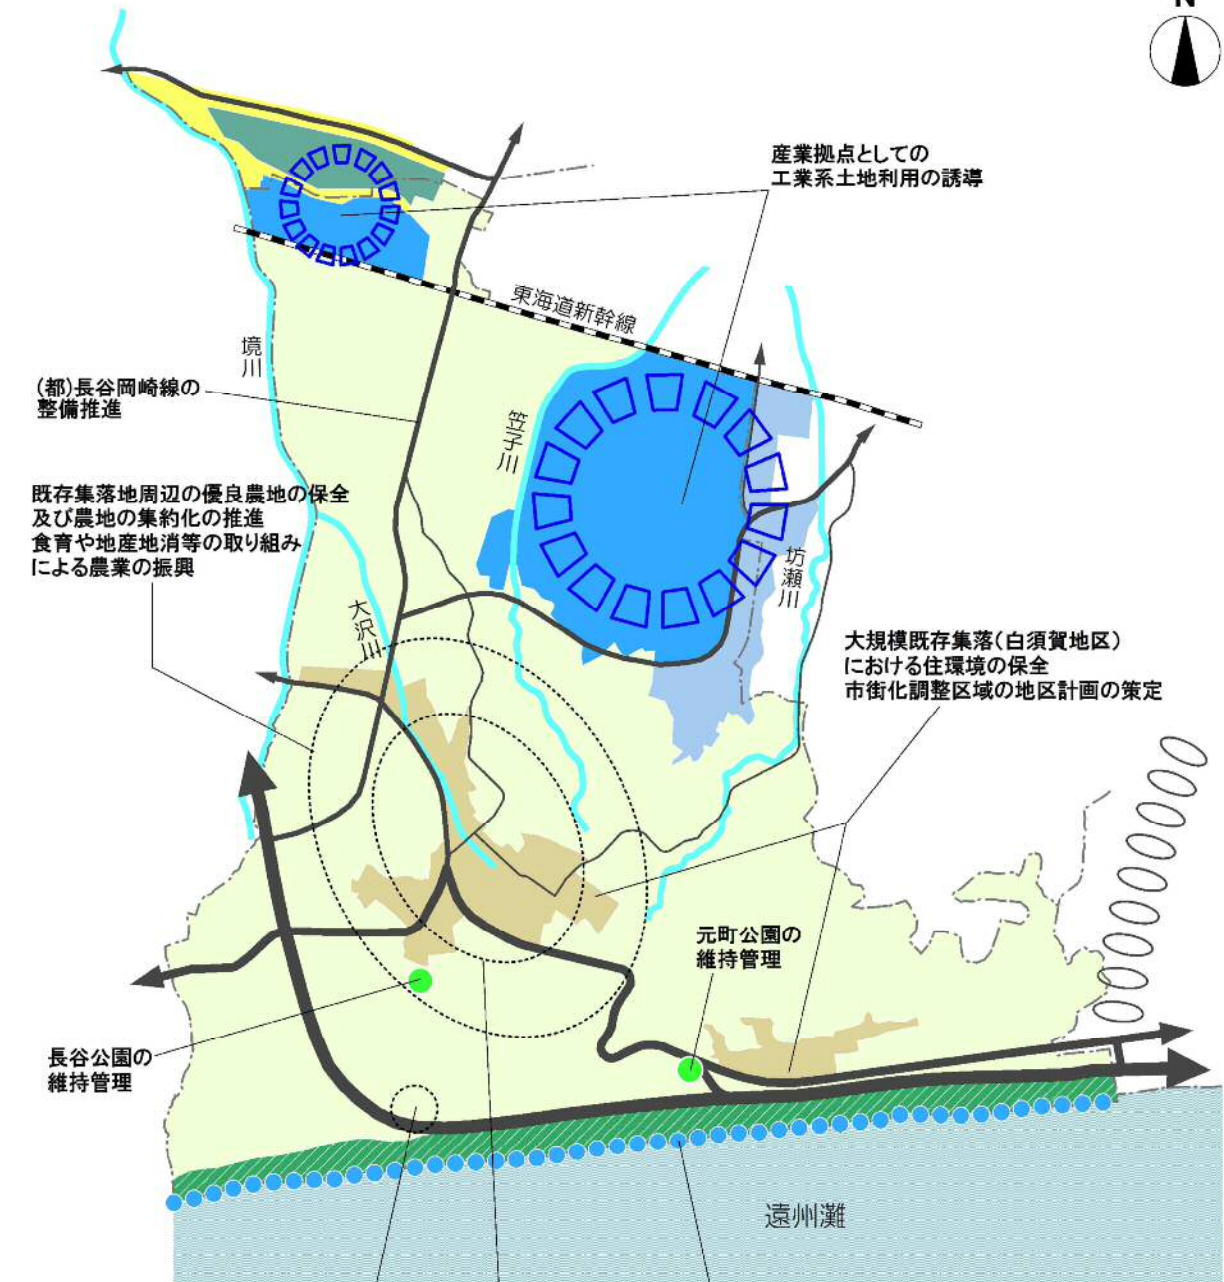 N
産業拠点としての
工業系土地利用の誘導
東海道新幹線
境川
(都)長谷岡崎線の
整備推進
笠子川
既存集落地周辺の優良農地の保全
及び農地の集約化の推進
食育や地産地消等の取り組み
による農業の振興
坊瀬川
大沢川
大規模既存集落(白須賀地区)
における住環境の保全
市街化調整区域の地区計画の策定
元町公園の
維持管理
長谷公園の
維持管理
遠州灘